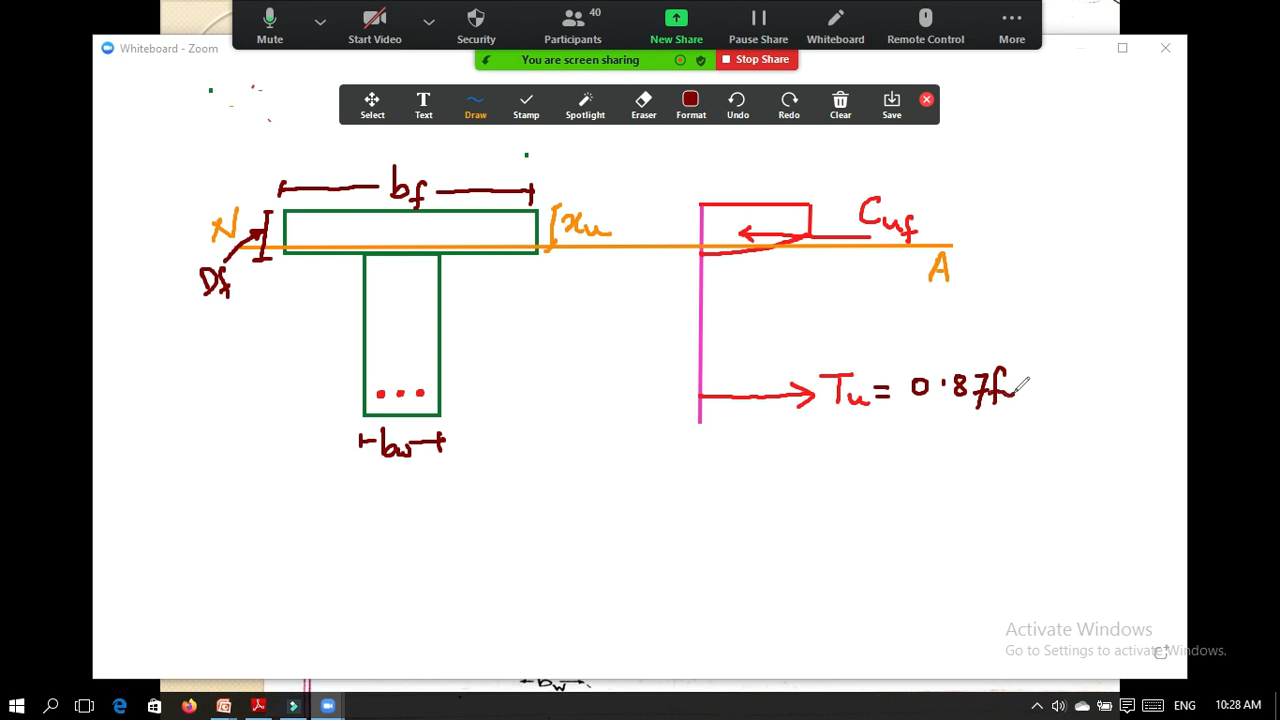 40
Mute
Start Video
Security
Participants
New Share
Pause Share
Whiteboard
Remote Control
More
Whiteboard - Zoom
You are screen sharing
Stop Share
Select
Text
Draw
Stamp
Spotlight
Eraser
Format
Undo
Redo
Clear
Save
bf
N
xu
Cuf
A
Df
Tu = 0.87f
bw
Activate Windows
Go to Settings to activate Windows.
bw
ENG
10:28 AM